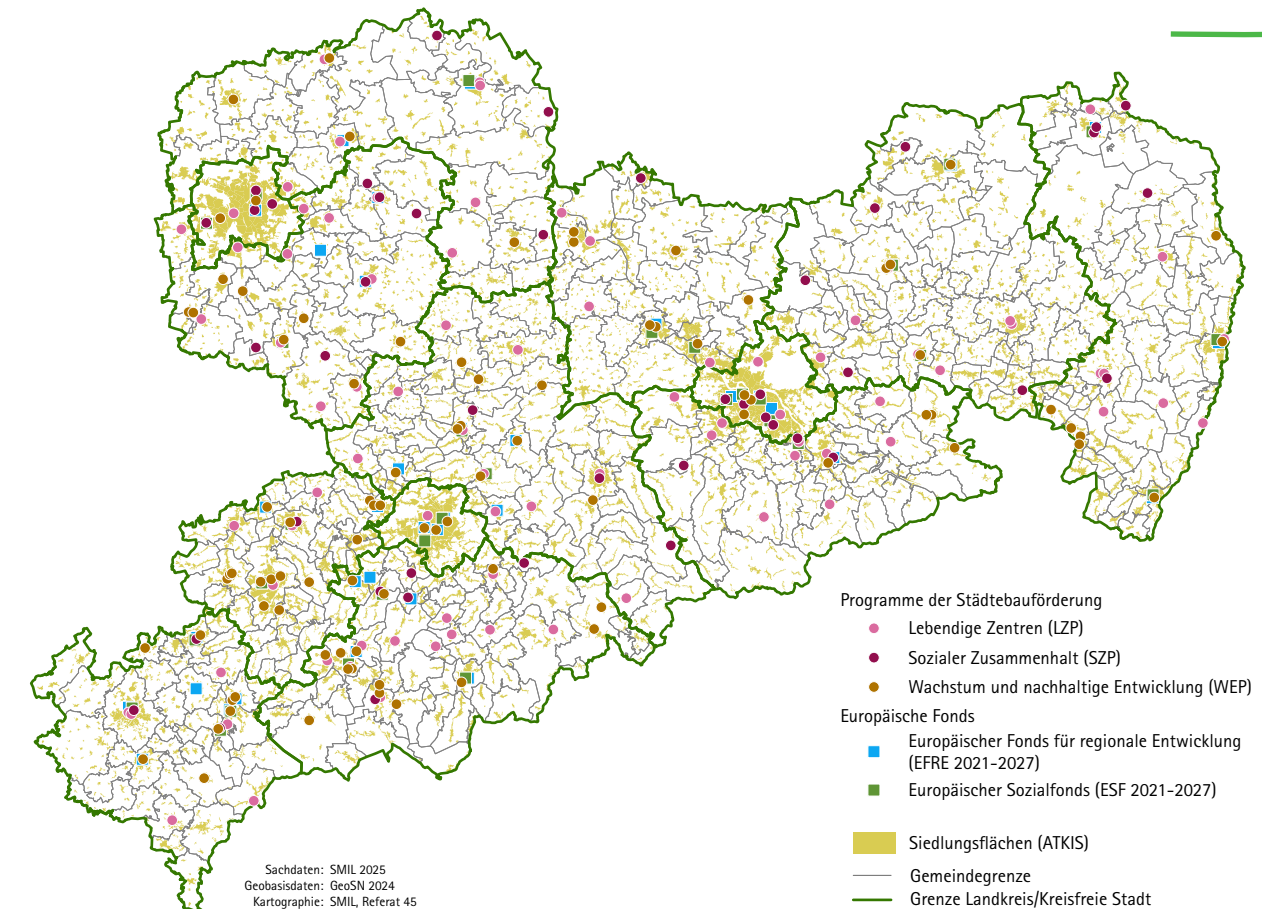 Programme der Städtebauförderung
Lebendige Zentren (LZP)
Sozialer Zusammenhalt (SZP)
Wachstum und nachhaltige Entwicklung (WEP)
Europäische Fonds
Europäischer Fonds für regionale Entwicklung
(EFRE 2021-2027)
Europäischer Sozialfonds (ESF 2021-2027)
Siedlungsflächen (ATKIS)
Gemeindegrenze
Grenze Landkreis/Kreisfreie Stadt
Sachdaten: SMIL 2025
Geobasisdaten: GeoSN 2024
Kartographie: SMIL, Referat 45